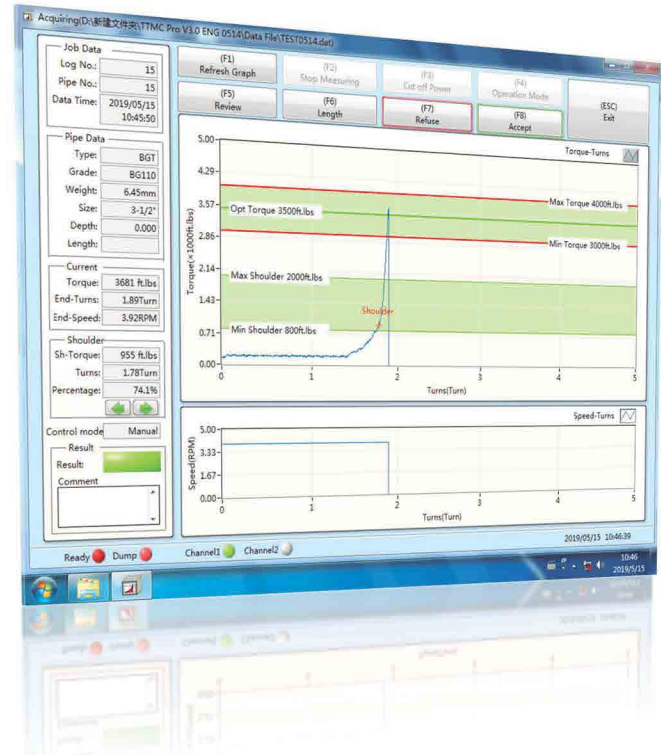 Acquiring(D:\新建文件夹\TTMC Pro V3.0 ENG 0514\Data File\TEST0514.dat)
Job Data
Log No.: 15
Pipe No.: 15
Data Time: 2019/05/15
10:45:50
Pipe Data
Type: BGT
Grade: BG110
Weight: 6.45mm
Size: 3-1/2"
Depth: 0.000
Length:
Current
Torque: 3681 ft.lbs
End-Turns: 1.89Turn
End-Speed: 3.92RPM
Shoulder
Sh-Torque: 955 ft.lbs
Turns: 1.78Turn
Percentage: 74.1%
Control mode Manual
Result
Result:
Comment
Ready Dump Channel1 Channel2
(F1)
Refresh Graph
(F2)
Stop Measuring
(F3)
Cut off Power
(F4)
Operation Mode
(ESC)
Exit
(F5)
Review
(F6)
Length
(F7)
Refuse
(F8)
Accept
Torque-Turns
Torque(×1000ft.lbs)
5.00
4.29
3.57
2.86
2.14
1.43
0.71
0.00
Max Torque 4000ft.lbs
Opt Torque 3500ft.lbs
Min Torque 3000ft.lbs
Max Shoulder 2000ft.lbs
Shoulder
Min Shoulder 800ft.lbs
0 1 2 3 4 5
Turns(Turn)
Speed-Turns
Speed(RPM)
5.00
3.33
1.67
0.00
0 1 2 3 4 5
Turns(Turn)
2019/05/15 10:46:39
10:46
2019/5/15